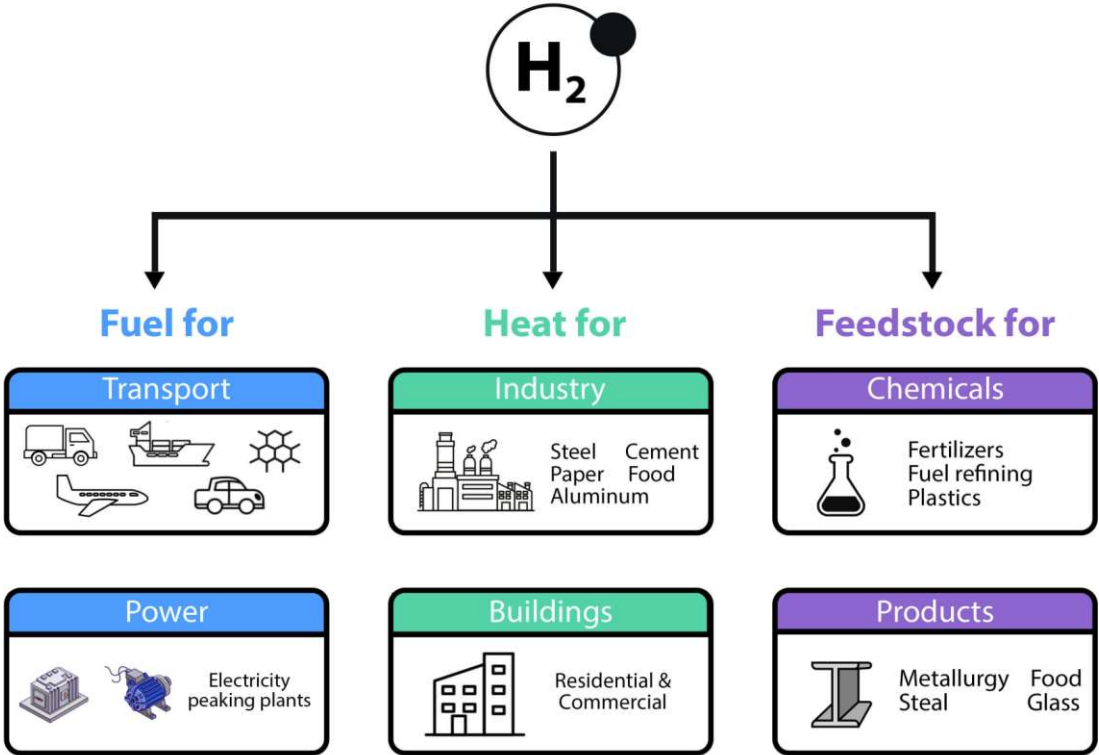 H₂
Fuel for
Heat for
Feedstock for
Transport
Industry
Steel Cement
Paper Food
Aluminum
Chemicals
Fertilizers
Fuel refining
Plastics
Power
Electricity
peaking plants
Buildings
Residential &
Commercial
Products
Metallurgy Food
Steal Glass